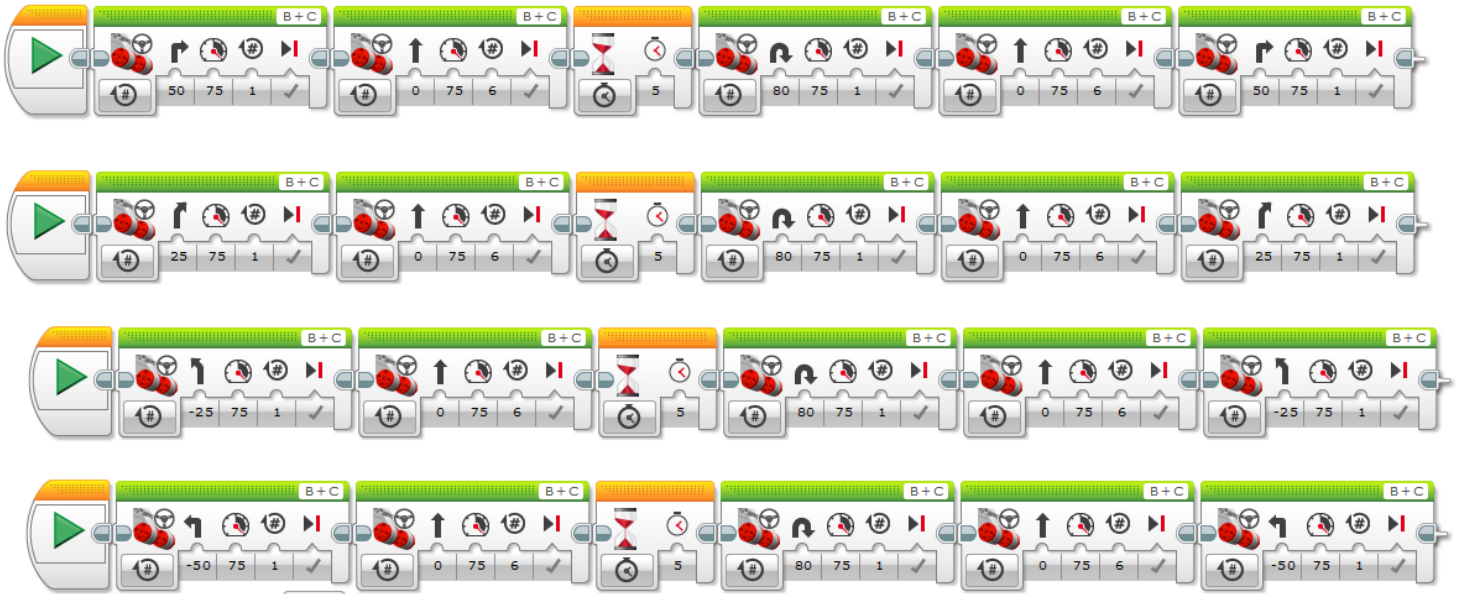 B+C B+C B+C B+C B+C
# # # # # # # # # #
50 75 1 0 75 6 5 80 75 1 0 75 6 50 75 1
B+C B+C B+C B+C B+C
# # # # # # # # # #
25 75 1 0 75 6 5 80 75 1 0 75 6 25 75 1
B+C B+C B+C B+C B+C
# # # # # # # # # #
-25 75 1 0 75 6 5 80 75 1 0 75 6 -25 75 1
B+C B+C B+C B+C B+C
# # # # # # # # # #
-50 75 1 0 75 6 5 80 75 1 0 75 6 -50 75 1